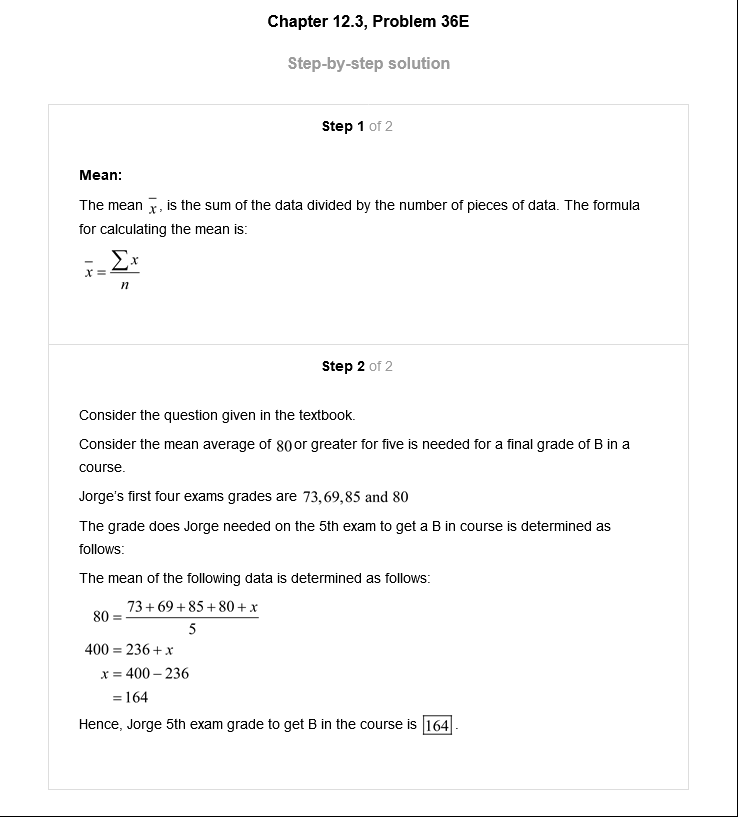 Chapter 12.3, Problem 36E
Step-by-step solution
Step 1 of 2
Mean:
The mean x̄, is the sum of the data divided by the number of pieces of data. The formula
for calculating the mean is:
x̄ = ∑x / n
Step 2 of 2
Consider the question given in the textbook.
Consider the mean average of 80 or greater for five is needed for a final grade of B in a
course.
Jorge's first four exams grades are 73,69,85 and 80
The grade does Jorge needed on the 5th exam to get a B in course is determined as
follows:
The mean of the following data is determined as follows:
80 = (73 + 69 + 85 + 80 + x) / 5
400 = 236 + x
x = 400 − 236
= 164
Hence, Jorge 5th exam grade to get B in the course is 164.